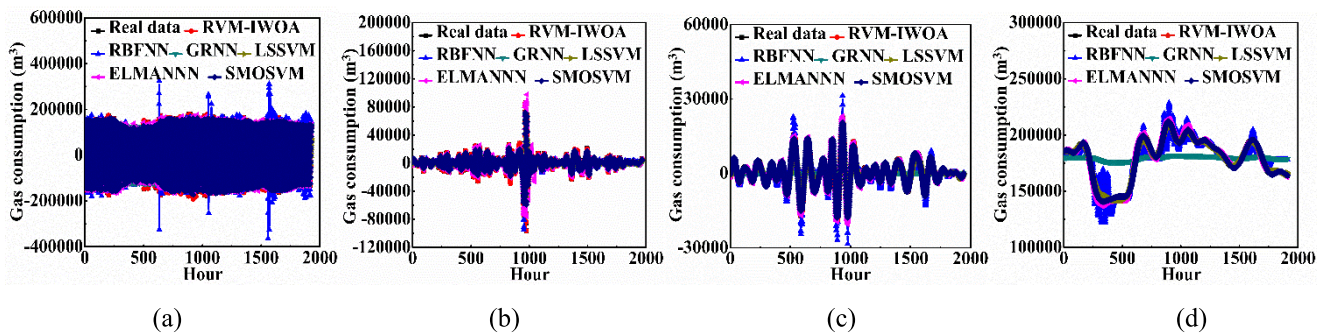 600000
400000
200000
0
-200000
-400000
Gas consumption (m³)
Real data RVM-IWOA
RBFNN GRNN LSSVM
ELMANNN SMOSVM
0 500 1000 1500 2000
Hour
(a)
200000
160000
120000
80000
40000
0
-40000
-80000
-120000
Gas consumption (m³)
Real data RVM-IWOA
RBFNN GRNN LSSVM
ELMANNN SMOSVM
0 500 1000 1500 2000
Hour
(b)
60000
30000
0
-30000
Gas consumption (m³)
Real data RVM-IWOA
RBFNN GRNN LSSVM
ELMANNN SMOSVM
0 500 1000 1500 2000
Hour
(c)
300000
250000
200000
150000
100000
Gas consumption (m³)
Real data RVM-IWOA
RBFNN GRNN LSSVM
ELMANNN SMOSVM
0 500 1000 1500 2000
Hour
(d)